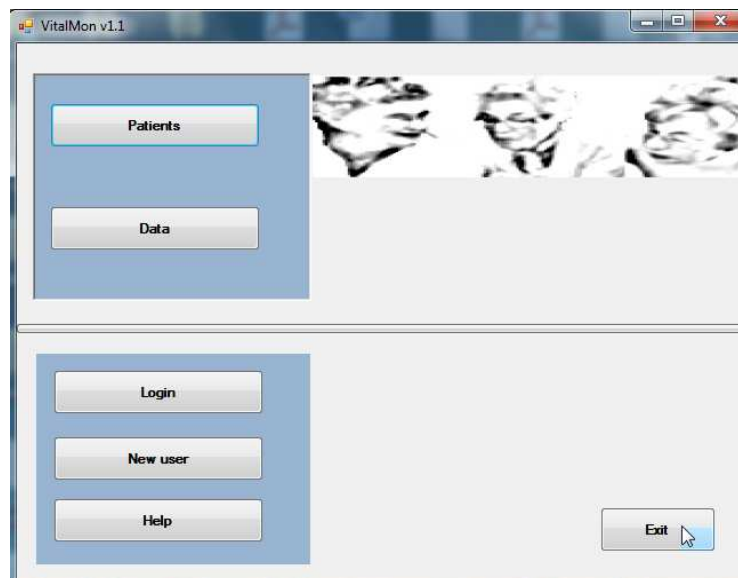 VitalMon v1.1
Patients
Data
Login
New user
Help
Exit